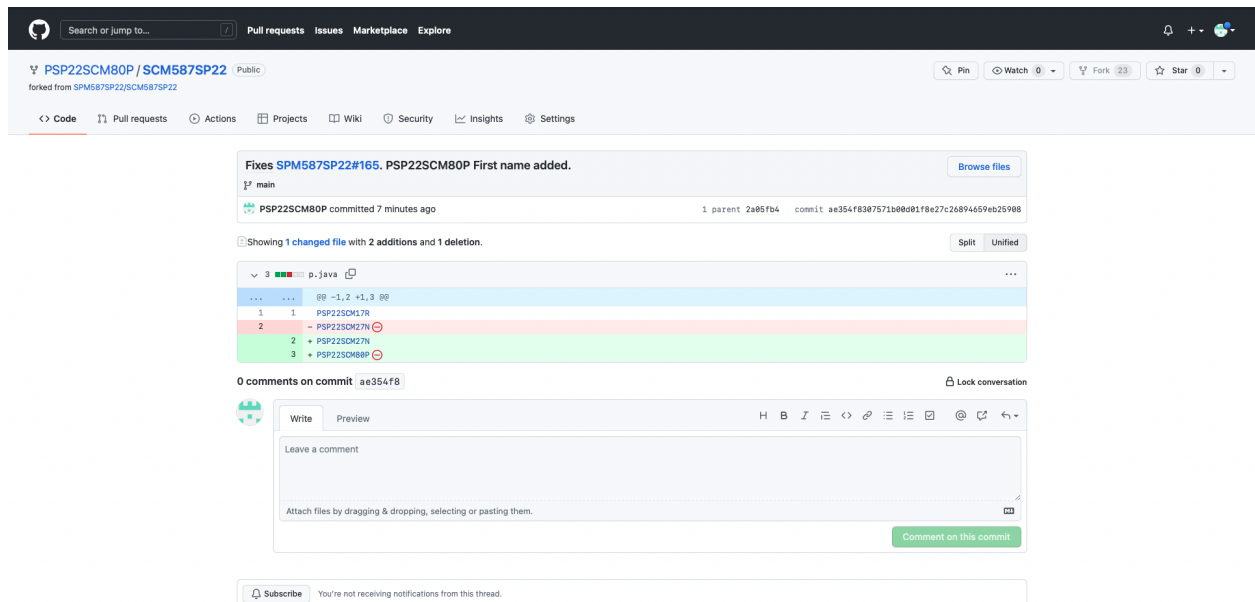 Search or jump to... / Pull requests Issues Marketplace Explore
PSP22SCM80P / SCM587SP22 Public
Pin Watch 0 Fork 23 Star 0
forked from SPM587SP22/SCM587SP22
<> Code Pull requests Actions Projects Wiki Security Insights Settings
Fixes SPM587SP22#165. PSP22SCM80P First name added.
Browse files
main
PSP22SCM80P committed 7 minutes ago 1 parent 2a05fb4 commit ae354f8307571b00d01f8e27c26894659eb25908
Showing 1 changed file with 2 additions and 1 deletion. Split Unified
3 p.java ...
... ... @@ -1,2 +1,3 @@
1 1 PSP22SCM17R
2 - PSP22SCM27N
2 + PSP22SCM27N
3 + PSP22SCM80P
0 comments on commit ae354f8 Lock conversation
Write Preview H B I <> @
Leave a comment
Attach files by dragging & dropping, selecting or pasting them.
Comment on this commit
Subscribe You're not receiving notifications from this thread.